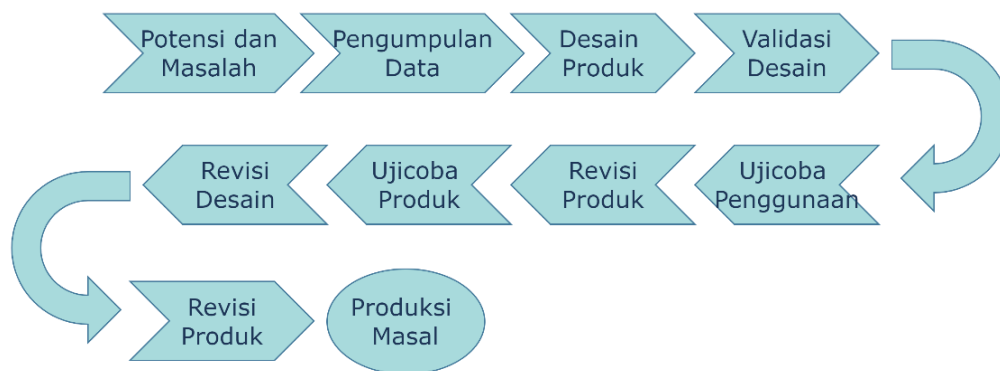 Potensi dan
Masalah
Pengumpulan
Data
Desain
Produk
Validasi
Desain
Ujicoba
Penggunaan
Revisi
Produk
Ujicoba
Produk
Revisi
Desain
Revisi
Produk
Produksi
Masal